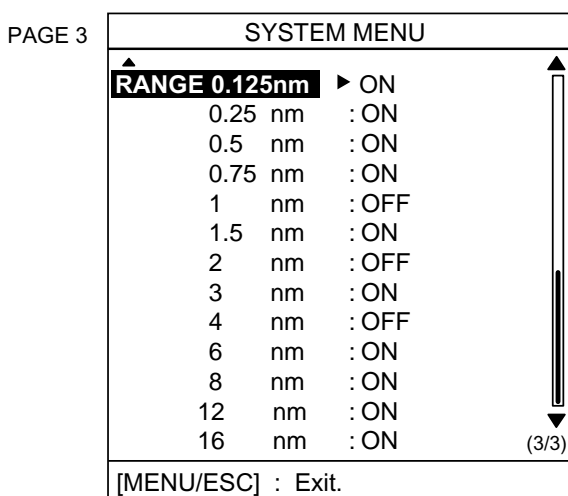 PAGE 3
SYSTEM MENU
RANGE 0.125nm ▶ ON
0.25 nm : ON
0.5 nm : ON
0.75 nm : ON
1 nm : OFF
1.5 nm : ON
2 nm : OFF
3 nm : ON
4 nm : OFF
6 nm : ON
8 nm : ON
12 nm : ON
16 nm : ON
(3/3)
[MENU/ESC] : Exit.